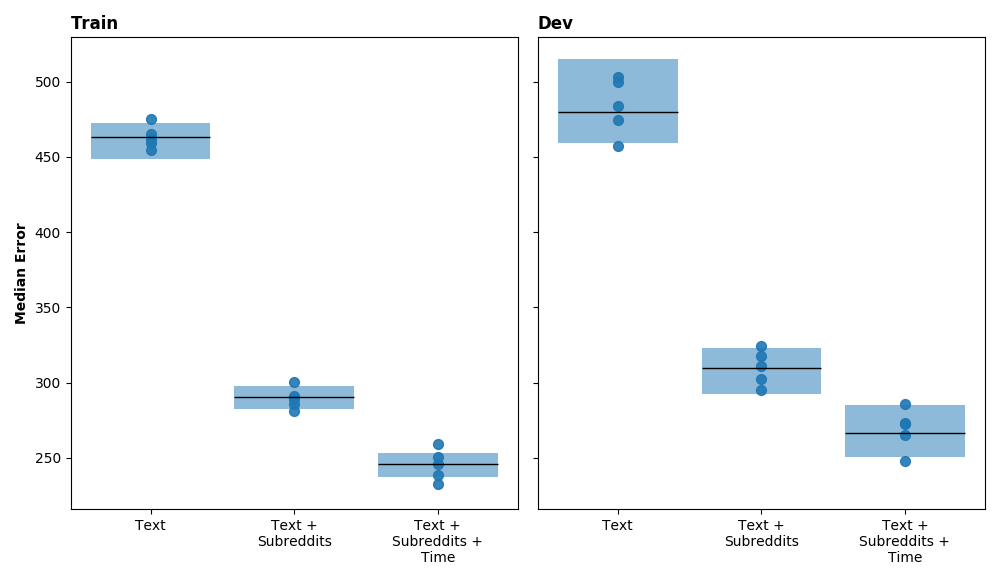 Train
Dev
Median Error
500
450
400
350
300
250
Text
Text +
Subreddits
Text +
Subreddits +
Time
Text
Text +
Subreddits
Text +
Subreddits +
Time